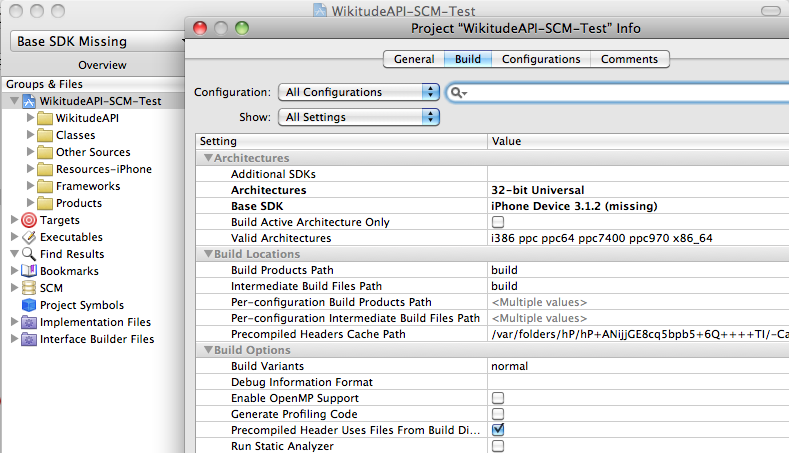 WikitudeAPI-SCM-Test
Project “WikitudeAPI-SCM-Test” Info
Base SDK Missing
Overview
Groups & Files
WikitudeAPI-SCM-Test
WikitudeAPI
Classes
Other Sources
Resources-iPhone
Frameworks
Products
Targets
Executables
Find Results
Bookmarks
SCM
Project Symbols
Implementation Files
Interface Builder Files
General Build Configurations Comments
Configuration: All Configurations
Show: All Settings
Setting Value
Architectures
Additional SDKs
Architectures 32-bit Universal
Base SDK iPhone Device 3.1.2 (missing)
Build Active Architecture Only
Valid Architectures i386 ppc ppc64 ppc7400 ppc970 x86_64
Build Locations
Build Products Path build
Intermediate Build Files Path build
Per-configuration Build Products Path <Multiple values>
Per-configuration Intermediate Build Files Path <Multiple values>
Precompiled Headers Cache Path /var/folders/hP/hP+ANijjGE8cq5bpb5+6Q++++TI/-Ca
Build Options
Build Variants normal
Debug Information Format
Enable OpenMP Support
Generate Profiling Code
Precompiled Header Uses Files From Build Di...
Run Static Analyzer